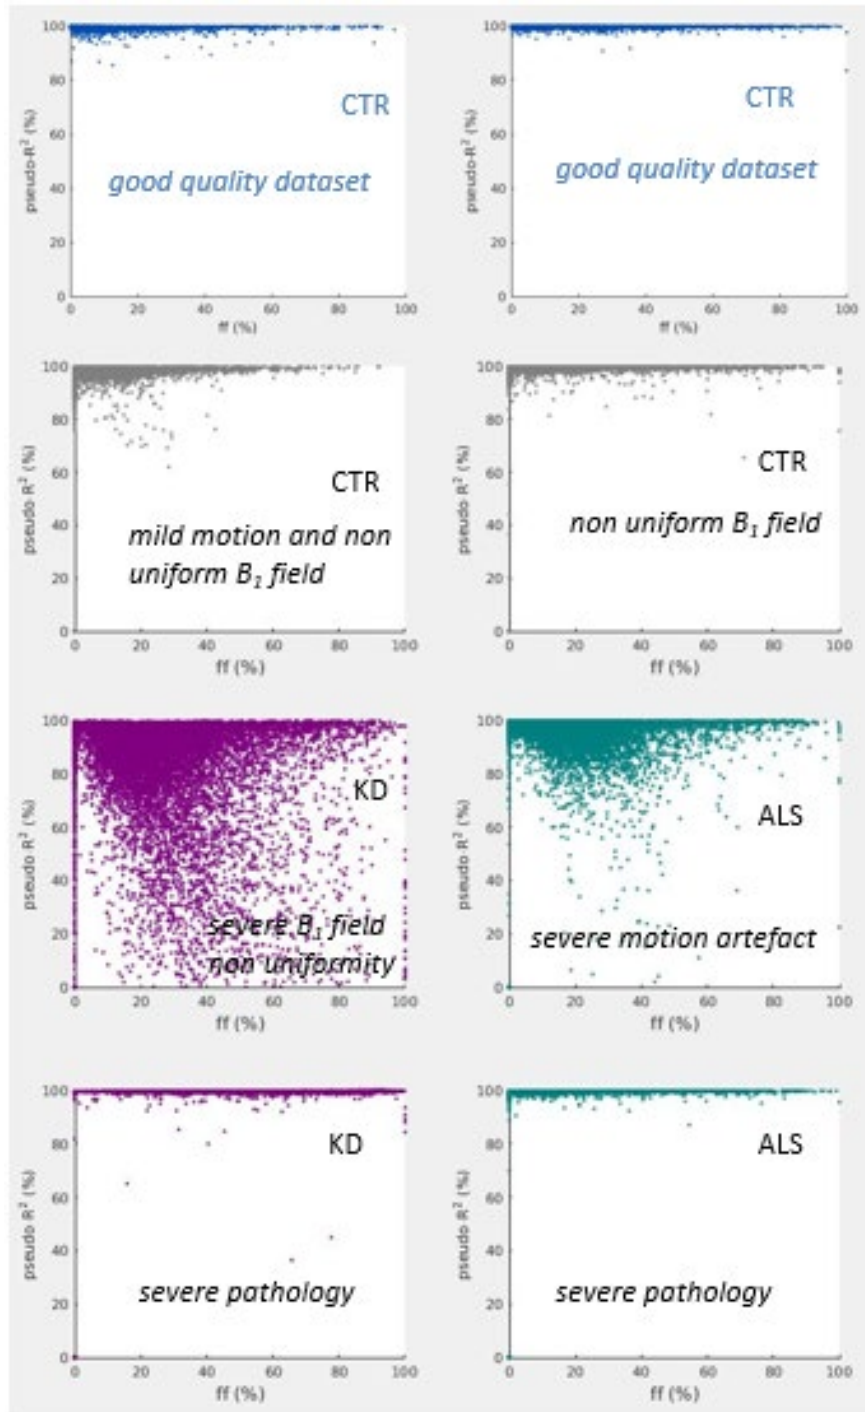 100
80
60
40
20
0
pseudo-R² (%)
CTR
good quality dataset
0 20 40 60 80 100
ff (%)
100
80
60
40
20
0
pseudo-R² (%)
CTR
good quality dataset
0 20 40 60 80 100
ff (%)
100
80
60
40
20
0
pseudo-R² (%)
CTR
mild motion and non
uniform B₁ field
0 20 40 60 80 100
ff (%)
100
80
60
40
20
0
pseudo-R² (%)
CTR
non uniform B₁ field
0 20 40 60 80 100
ff (%)
100
80
60
40
20
0
pseudo R² (%)
KD
severe B₁ field
non uniformity
0 20 40 60 80 100
ff (%)
100
80
60
40
20
0
pseudo-R² (%)
ALS
severe motion artefact
0 20 40 60 80 100
ff (%)
100
80
60
40
20
0
pseudo R² (%)
KD
severe pathology
0 20 40 60 80 100
ff (%)
100
80
60
40
20
0
pseudo R² (%)
ALS
severe pathology
0 20 40 60 80 100
ff (%)